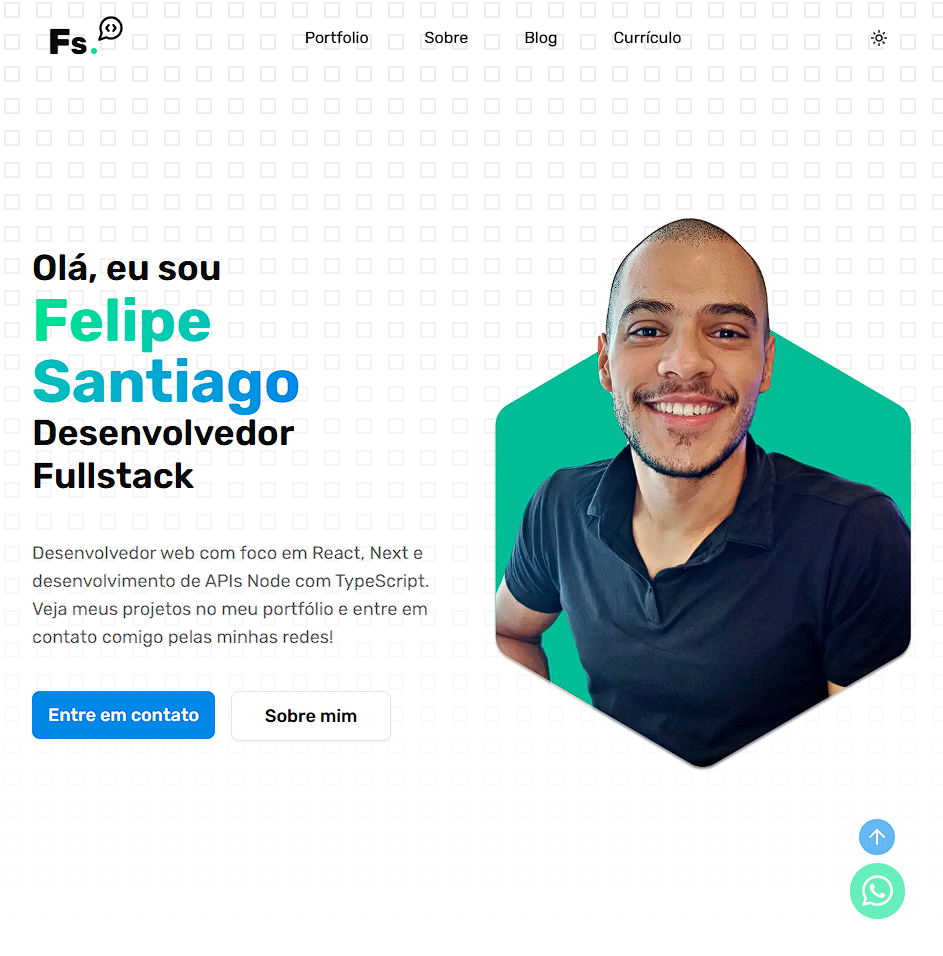 Fs.
Portfolio
Sobre
Blog
Currículo
Olá, eu sou
Felipe
Santiago
Desenvolvedor
Fullstack
Desenvolvedor web com foco em React, Next e
desenvolvimento de APIs Node com TypeScript.
Veja meus projetos no meu portfólio e entre em
contato comigo pelas minhas redes!
Entre em contato
Sobre mim